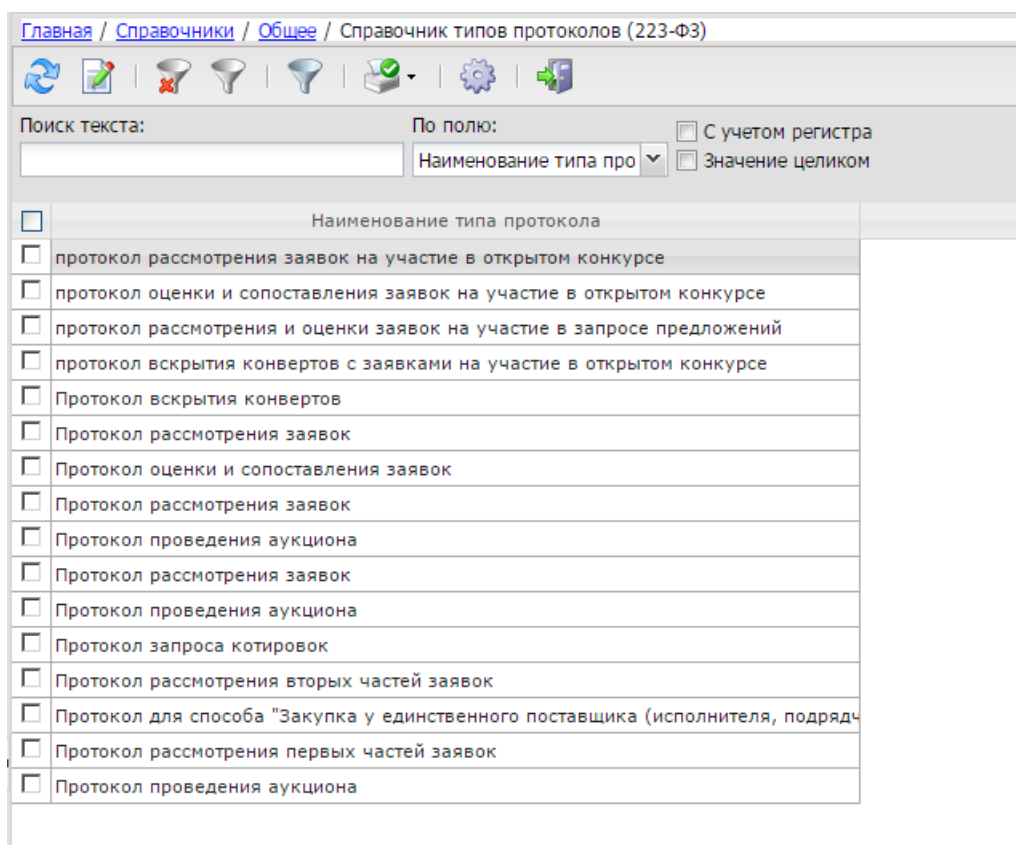 Главная / Справочники / Общее / Справочник типов протоколов (223-ФЗ)
Поиск текста: По полю: С учетом регистра
Наименование типа про Значение целиком
Наименование типа протокола
протокол рассмотрения заявок на участие в открытом конкурсе
протокол оценки и сопоставления заявок на участие в открытом конкурсе
протокол рассмотрения и оценки заявок на участие в запросе предложений
протокол вскрытия конвертов с заявками на участие в открытом конкурсе
Протокол вскрытия конвертов
Протокол рассмотрения заявок
Протокол оценки и сопоставления заявок
Протокол рассмотрения заявок
Протокол проведения аукциона
Протокол рассмотрения заявок
Протокол проведения аукциона
Протокол запроса котировок
Протокол рассмотрения вторых частей заявок
Протокол для способа "Закупка у единственного поставщика (исполнителя, подрядч
Протокол рассмотрения первых частей заявок
Протокол проведения аукциона